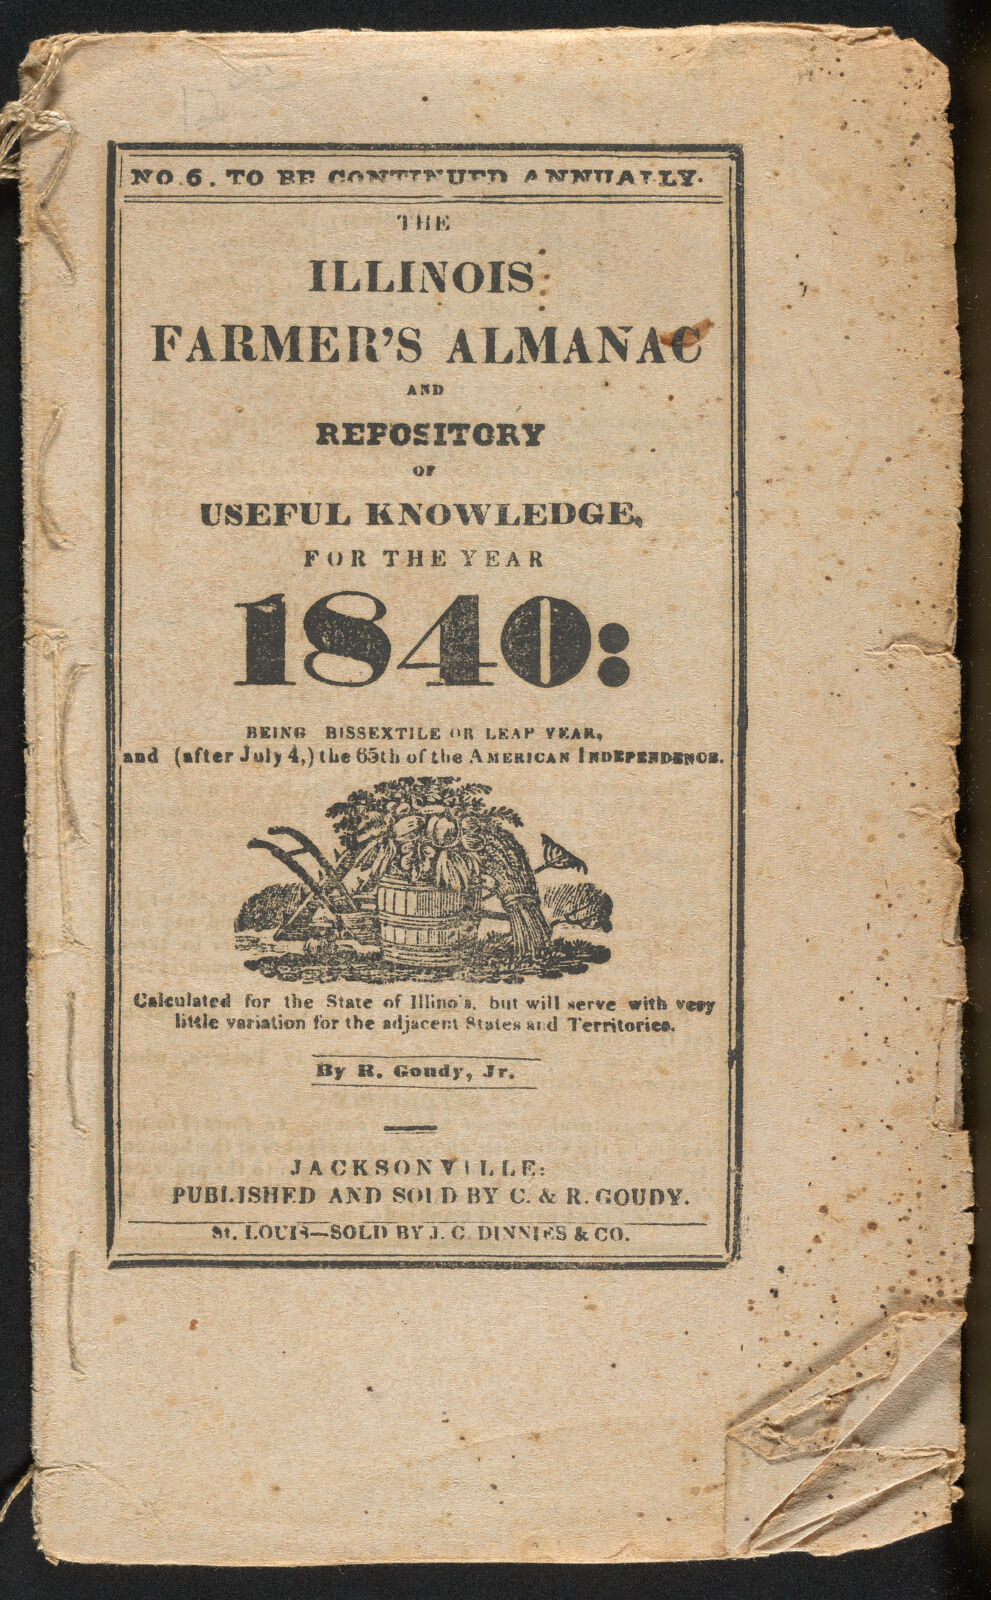 NO. 6. TO BE CONTINUED ANNUALLY.
THE
ILLINOIS
FARMER'S ALMANAC
AND
REPOSITORY
OF
USEFUL KNOWLEDGE,
FOR THE YEAR
1840:
BEING BISSEXTILE OR LEAP YEAR,
and (after July 4,) the 65th of the AMERICAN INDEPENDENCE.
Calculated for the State of Illinois, but will serve with very
little variation for the adjacent States and Territories.
By R. Goudy, Jr.
JACKSONVILLE:
PUBLISHED AND SOLD BY C. & R. GOUDY.
St. LOUIS—SOLD BY J. C. DINNIES & CO.